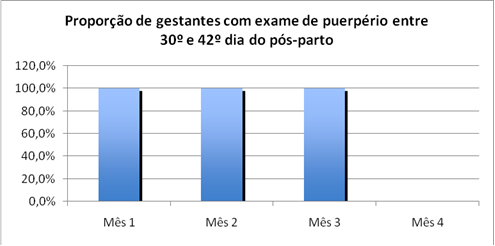 Proporção de gestantes com exame de puerpério entre
30º e 42º dia do pós-parto
120,0%
100,0%
80,0%
60,0%
40,0%
20,0%
0,0%
Mês 1 Mês 2 Mês 3 Mês 4